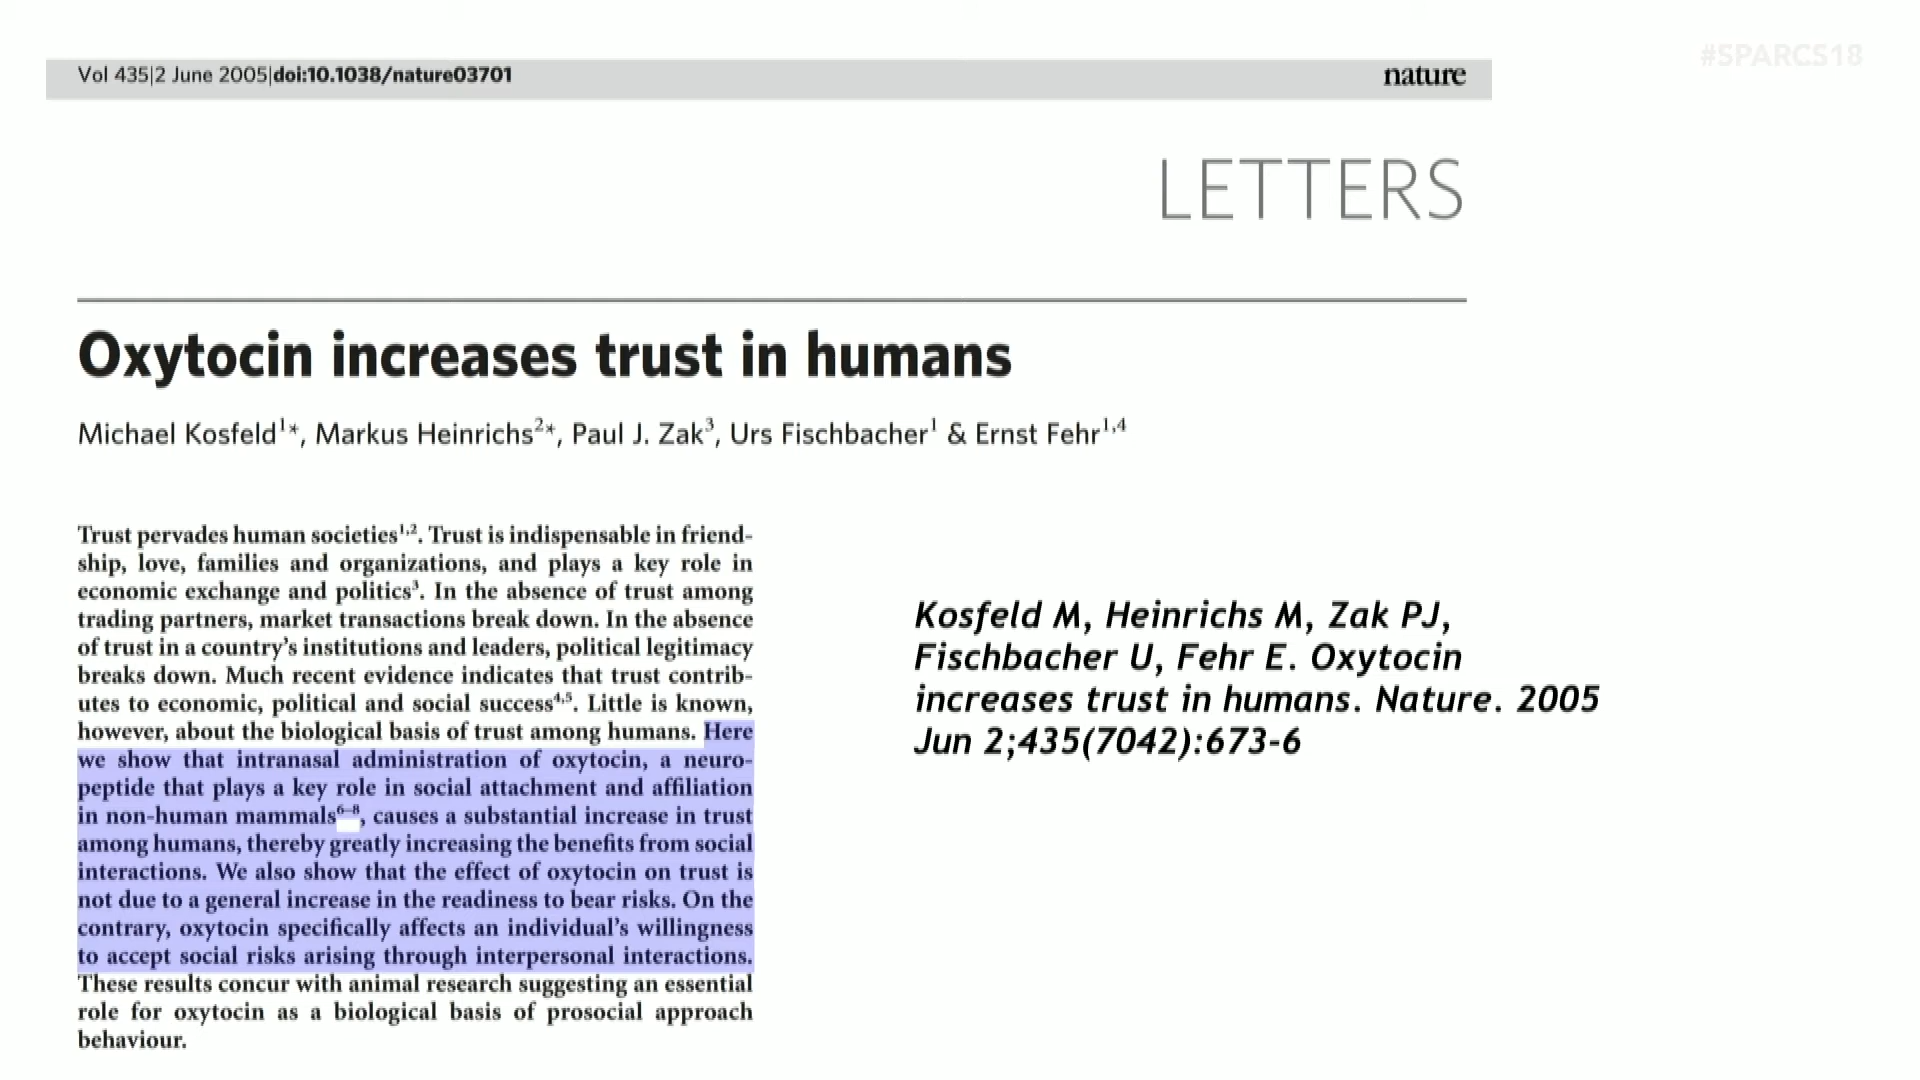 #SPARCS18
Vol 435|2 June 2005|doi:10.1038/nature03701 nature
LETTERS
Oxytocin increases trust in humans
Michael Kosfeld¹*, Markus Heinrichs²*, Paul J. Zak³, Urs Fischbacher¹ & Ernst Fehr¹,⁴
Trust pervades human societies¹,². Trust is indispensable in friend-
ship, love, families and organizations, and plays a key role in
economic exchange and politics³. In the absence of trust among
trading partners, market transactions break down. In the absence
of trust in a country's institutions and leaders, political legitimacy
breaks down. Much recent evidence indicates that trust contrib-
utes to economic, political and social success⁴,⁵. Little is known,
however, about the biological basis of trust among humans. Here
we show that intranasal administration of oxytocin, a neuro-
peptide that plays a key role in social attachment and affiliation
in non-human mammals⁶⁻⁸, causes a substantial increase in trust
among humans, thereby greatly increasing the benefits from social
interactions. We also show that the effect of oxytocin on trust is
not due to a general increase in the readiness to bear risks. On the
contrary, oxytocin specifically affects an individual's willingness
to accept social risks arising through interpersonal interactions.
These results concur with animal research suggesting an essential
role for oxytocin as a biological basis of prosocial approach
behaviour.
Kosfeld M, Heinrichs M, Zak PJ,
Fischbacher U, Fehr E. Oxytocin
increases trust in humans. Nature. 2005
Jun 2;435(7042):673-6